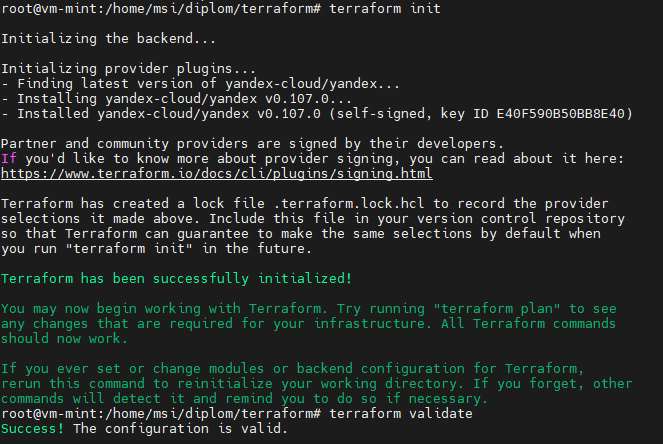 root@vm-mint:/home/msi/diplom/terraform# terraform init
Initializing the backend...
Initializing provider plugins...
- Finding latest version of yandex-cloud/yandex...
- Installing yandex-cloud/yandex v0.107.0...
- Installed yandex-cloud/yandex v0.107.0 (self-signed, key ID E40F590B50BB8E40)
Partner and community providers are signed by their developers.
If you'd like to know more about provider signing, you can read about it here:
https://www.terraform.io/docs/cli/plugins/signing.html
Terraform has created a lock file .terraform.lock.hcl to record the provider
selections it made above. Include this file in your version control repository
so that Terraform can guarantee to make the same selections by default when
you run "terraform init" in the future.
Terraform has been successfully initialized!
You may now begin working with Terraform. Try running "terraform plan" to see
any changes that are required for your infrastructure. All Terraform commands
should now work.
If you ever set or change modules or backend configuration for Terraform,
rerun this command to reinitialize your working directory. If you forget, other
commands will detect it and remind you to do so if necessary.
root@vm-mint:/home/msi/diplom/terraform# terraform validate
Success! The configuration is valid.